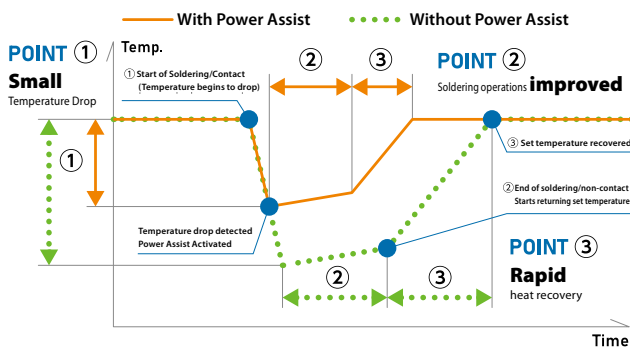 With Power Assist
Without Power Assist
POINT ①
Small
Temperature Drop
Temp.
① Start of Soldering/Contact
(Temperature begins to drop)
②
③
POINT ②
Soldering operations improved
①
③ Set temperature recovered
② End of soldering/non-contact
Starts returning set temperature
Temperature drop detected
Power Assist Activated
②
③
POINT ③
Rapid
heat recovery
Time